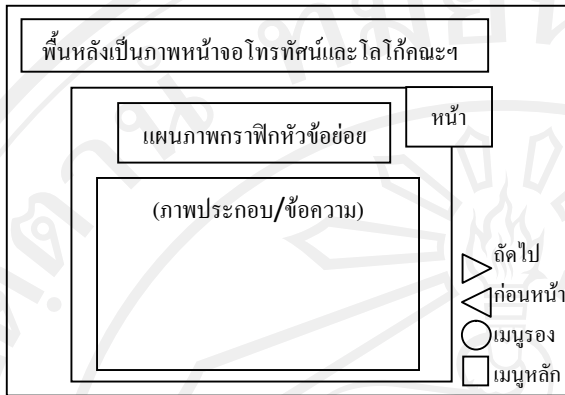 พื้นหลังเป็นภาพหน้าจอโทรทัศน์และโลโก้คณะฯ
หน้า
แผนภาพกราฟิกหัวข้อย่อย
(ภาพประกอบ/ข้อความ)
ถัดไป
ก่อนหน้า
เมนูรอง
เมนูหลัก